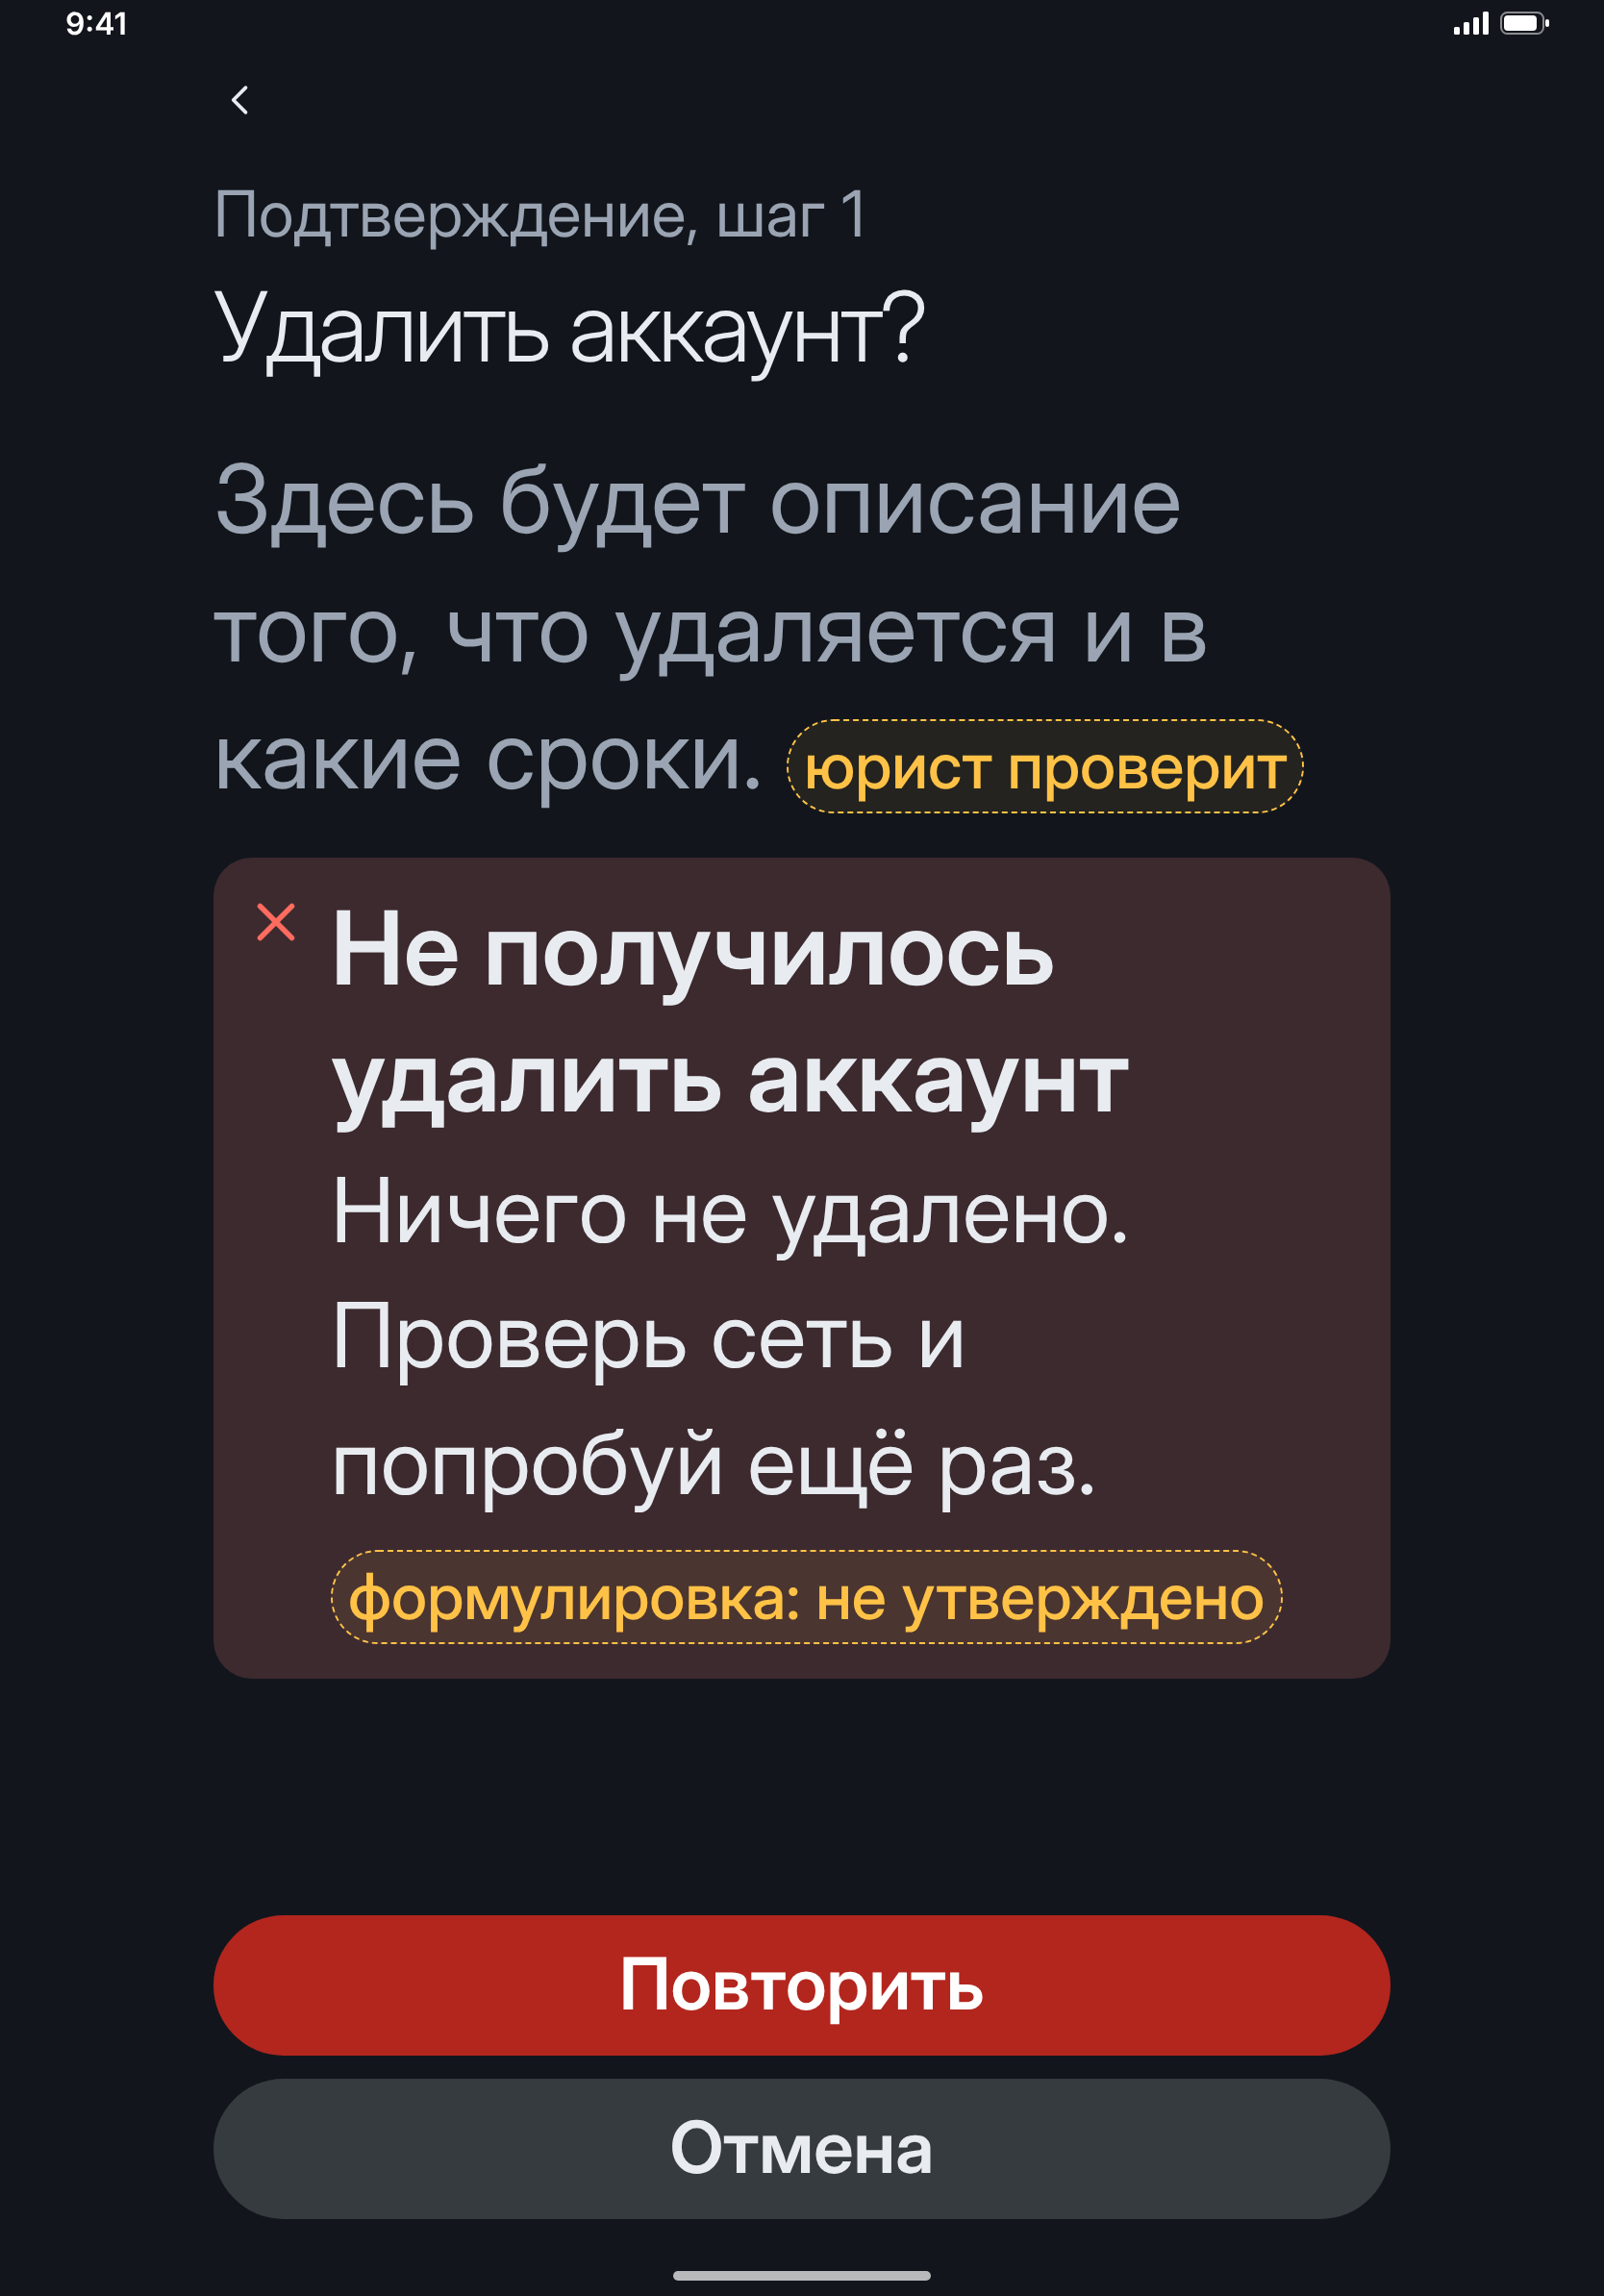 9:41
Подтверждение, шаг 1
Удалить аккаунт?
Здесь будет описание
того, что удаляется и в
какие сроки. юрист проверит
Не получилось
удалить аккаунт
Ничего не удалено.
Проверь сеть и
попробуй ещё раз.
формулировка: не утверждено
Повторить
Отмена